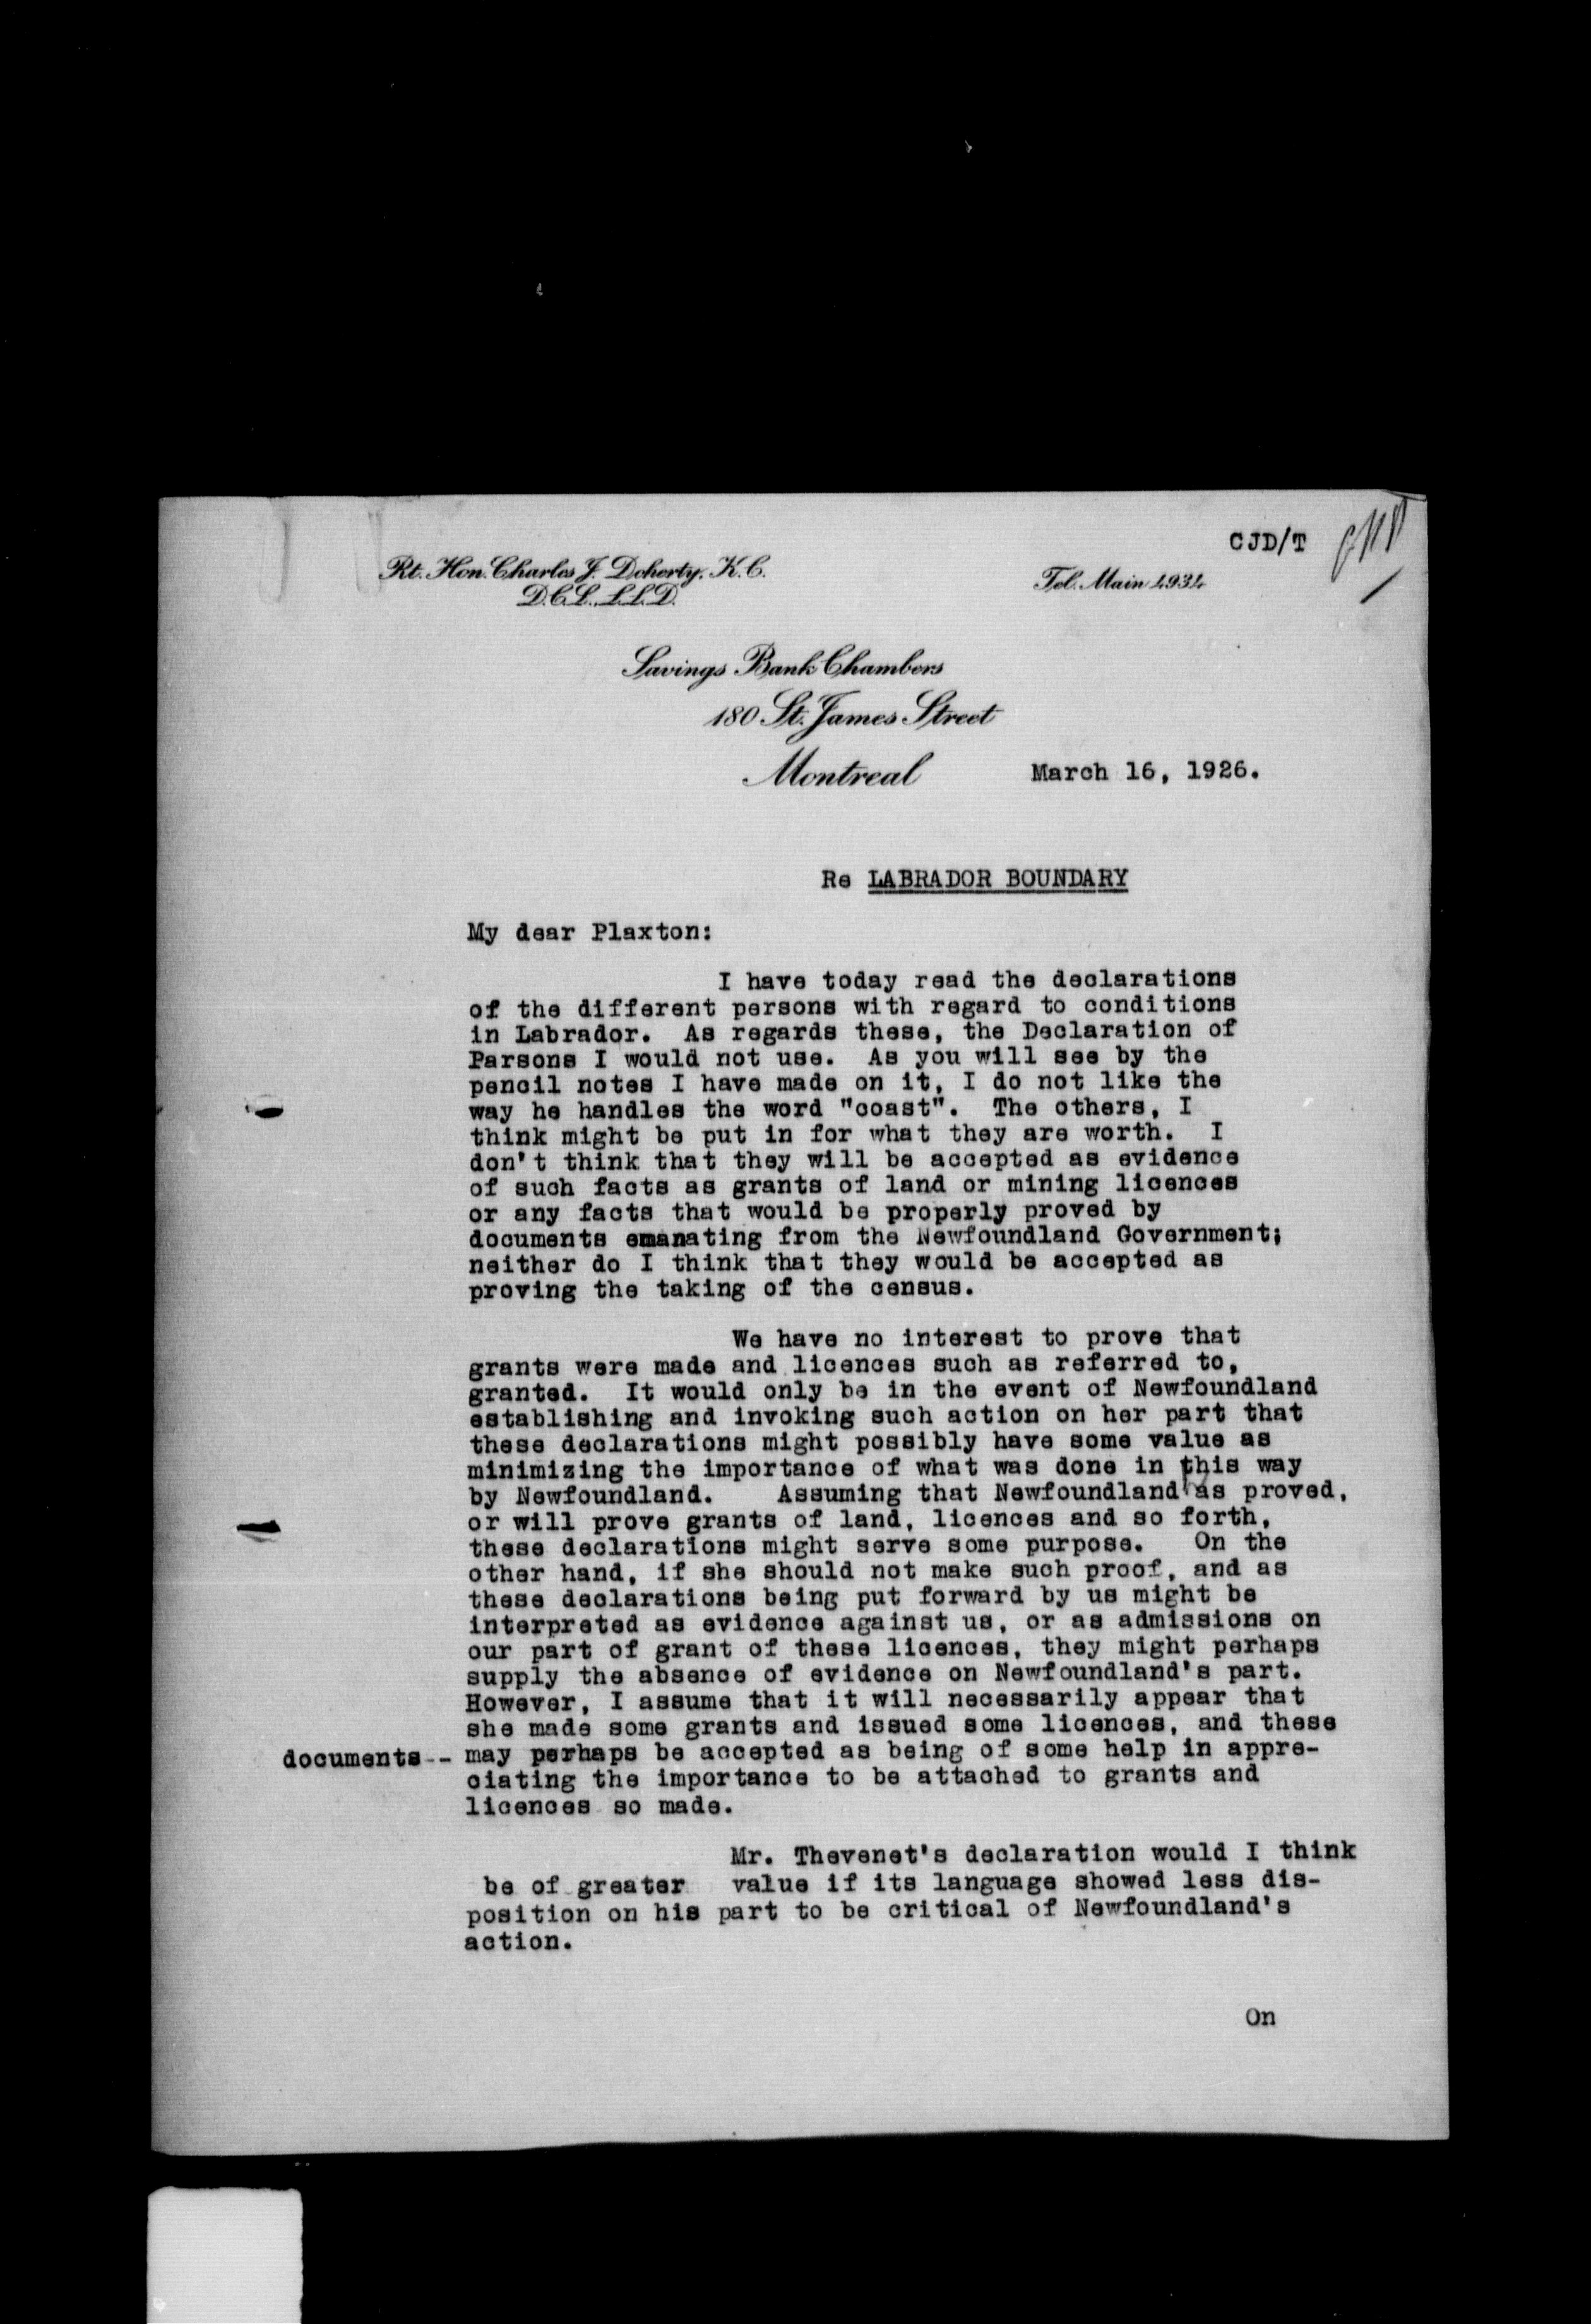 CJD/T
Rt. Hon. Charles J. Doherty, K.C.
D.C.L., L.L.D.
Tel. Main 4934
Savings Bank Chambers
180 St. James Street
Montreal
March 16, 1926.
Re LABRADOR BOUNDARY
My dear Plaxton:
I have today read the declarations
of the different persons with regard to conditions
in Labrador. As regards these, the Declaration of
Parsons I would not use. As you will see by the
pencil notes I have made on it, I do not like the
way he handles the word "coast". The others, I
think might be put in for what they are worth. I
don't think that they will be accepted as evidence
of such facts as grants of land or mining licences
or any facts that would be properly proved by
documents emanating from the Newfoundland Government;
neither do I think that they would be accepted as
proving the taking of the census.
We have no interest to prove that
grants were made and licences such as referred to,
granted. It would only be in the event of Newfoundland
establishing and invoking such action on her part that
these declarations might possibly have some value as
minimizing the importance of what was done in this way
by Newfoundland. Assuming that Newfoundland has proved,
or will prove grants of land, licences and so forth,
these declarations might serve some purpose. On the
other hand, if she should not make such proof, and as
these declarations being put forward by us might be
interpreted as evidence against us, or as admissions on
our part of grant of these licences, they might perhaps
supply the absence of evidence on Newfoundland's part.
However, I assume that it will necessarily appear that
she made some grants and issued some licences, and these
documents-- may perhaps be accepted as being of some help in appre-
ciating the importance to be attached to grants and
licences so made.
Mr. Thevenet's declaration would I think
be of greater value if its language showed less dis-
position on his part to be critical of Newfoundland's
action.
On